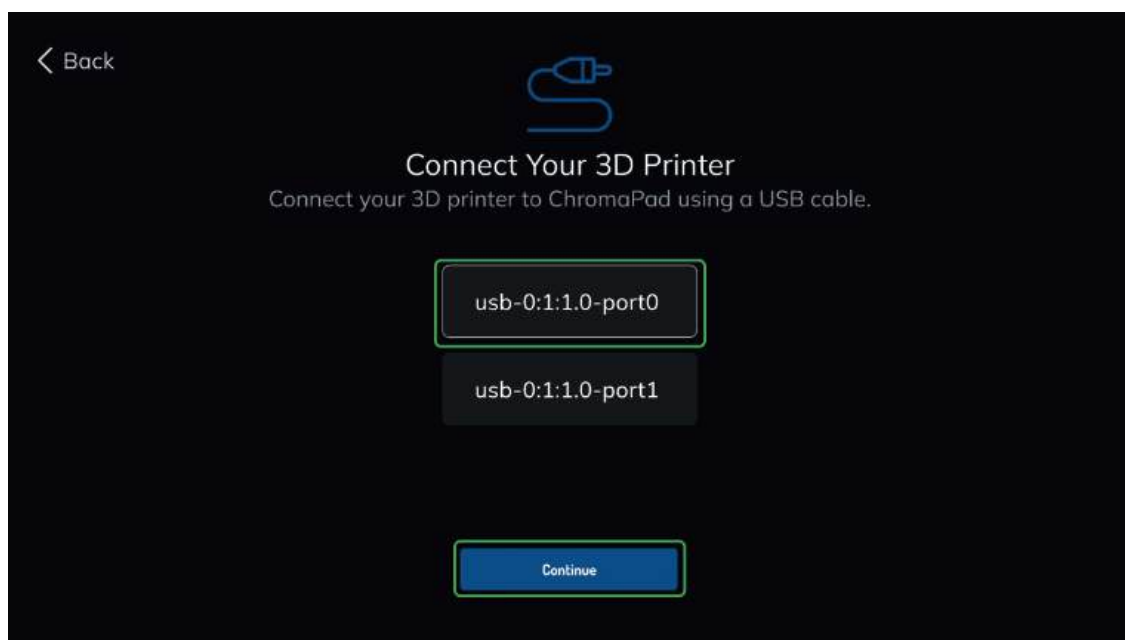 Back
Connect Your 3D Printer
Connect your 3D printer to ChromaPad using a USB cable.
usb-0:1:1.0-port0
usb-0:1:1.0-port1
Continue